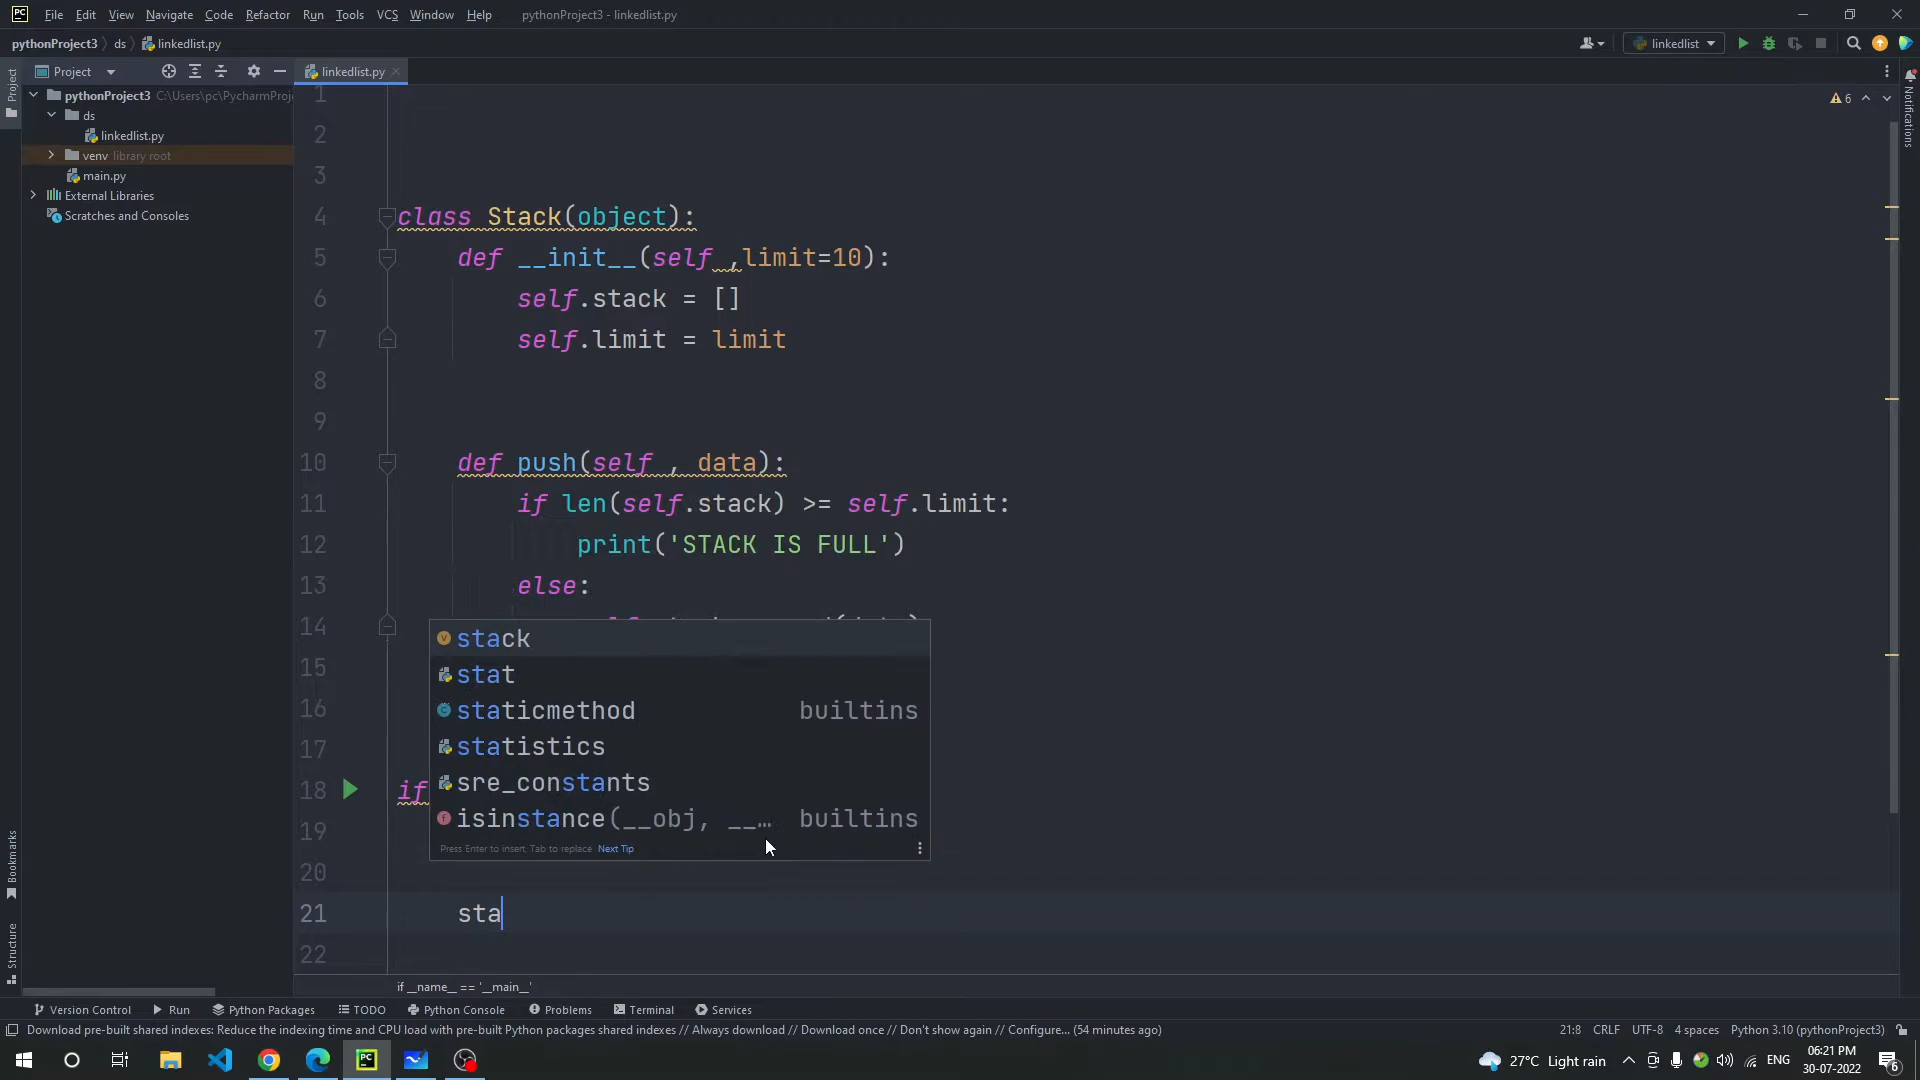 PC File Edit View Navigate Code Refactor Run Tools VCS Window Help pythonProject3 - linkedlist.py
pythonProject3 ds linkedlist.py linkedlist
Project linkedlist.py
pythonProject3 C:\Users\pc\PycharmProj
ds
linkedlist.py
venv library root
main.py
External Libraries
Scratches and Consoles
Project
Bookmarks
Structure
Notifications
6
1
2
3
4 class Stack(object):
5 def __init__(self ,limit=10):
6 self.stack = []
7 self.limit = limit
8
9
10 def push(self , data):
11 if len(self.stack) >= self.limit:
12 print('STACK IS FULL')
13 else:
14
15
16
17
18 if
19
20
21 sta
22
stack
stat
staticmethod builtins
statistics
sre_constants
isinstance(__obj, __… builtins
Press Enter to insert, Tab to replace Next Tip
if __name__ == '__main__'
Version Control Run Python Packages TODO Python Console Problems Terminal Services
Download pre-built shared indexes: Reduce the indexing time and CPU load with pre-built Python packages shared indexes // Always download // Download once // Don't show again // Configure... (54 minutes ago) 21:8 CRLF UTF-8 4 spaces Python 3.10 (pythonProject3)
PC 27°C Light rain ENG 06:21 PM
30-07-2022 6